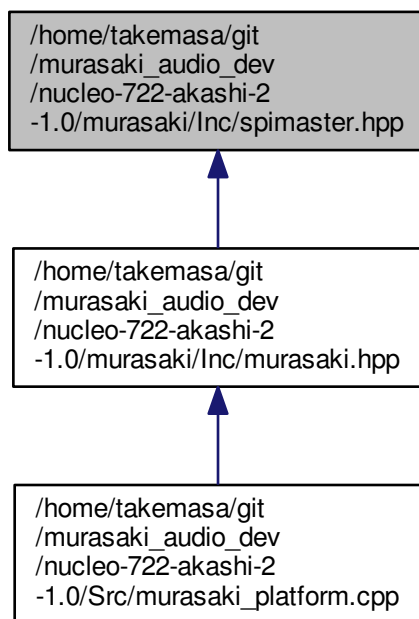 /home/takemasa/git
/murasaki_audio_dev
/nucleo-722-akashi-2
-1.0/murasaki/Inc/spimaster.hpp
/home/takemasa/git
/murasaki_audio_dev
/nucleo-722-akashi-2
-1.0/murasaki/Inc/murasaki.hpp
/home/takemasa/git
/murasaki_audio_dev
/nucleo-722-akashi-2
-1.0/Src/murasaki_platform.cpp